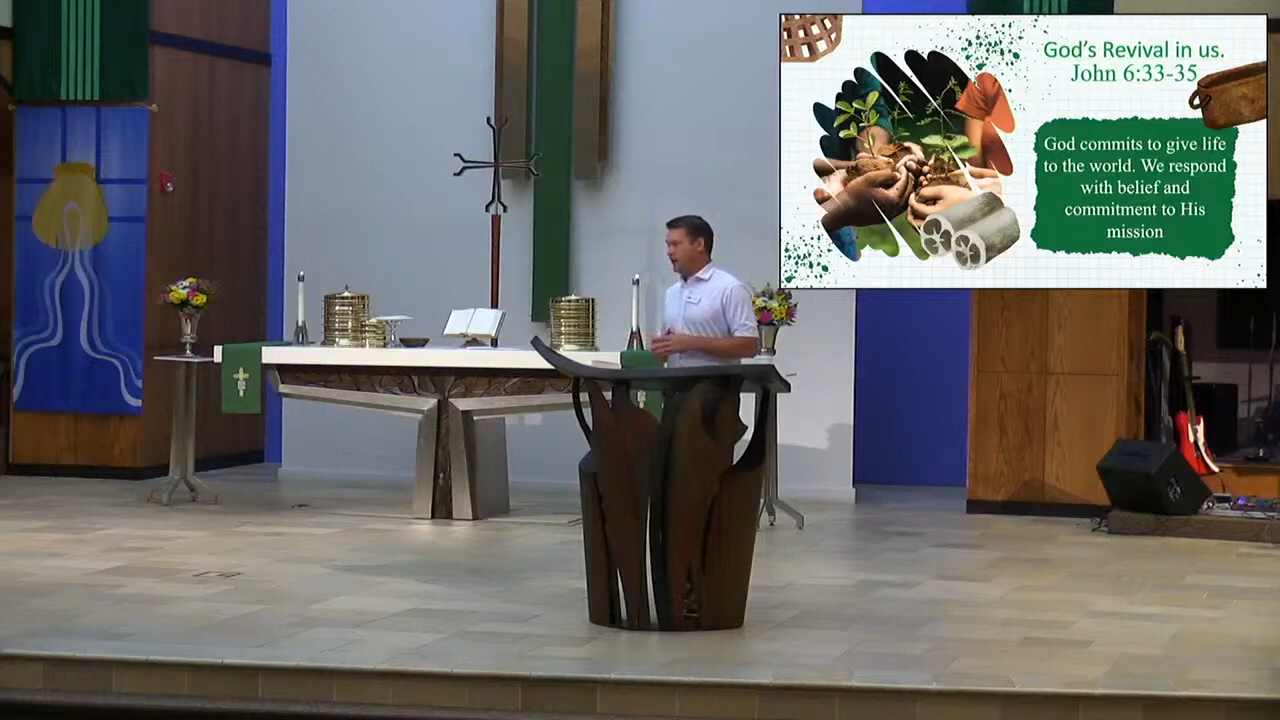 God's Revival in us.
John 6:33-35
God commits to give life
to the world. We respond
with belief and
commitment to His
mission